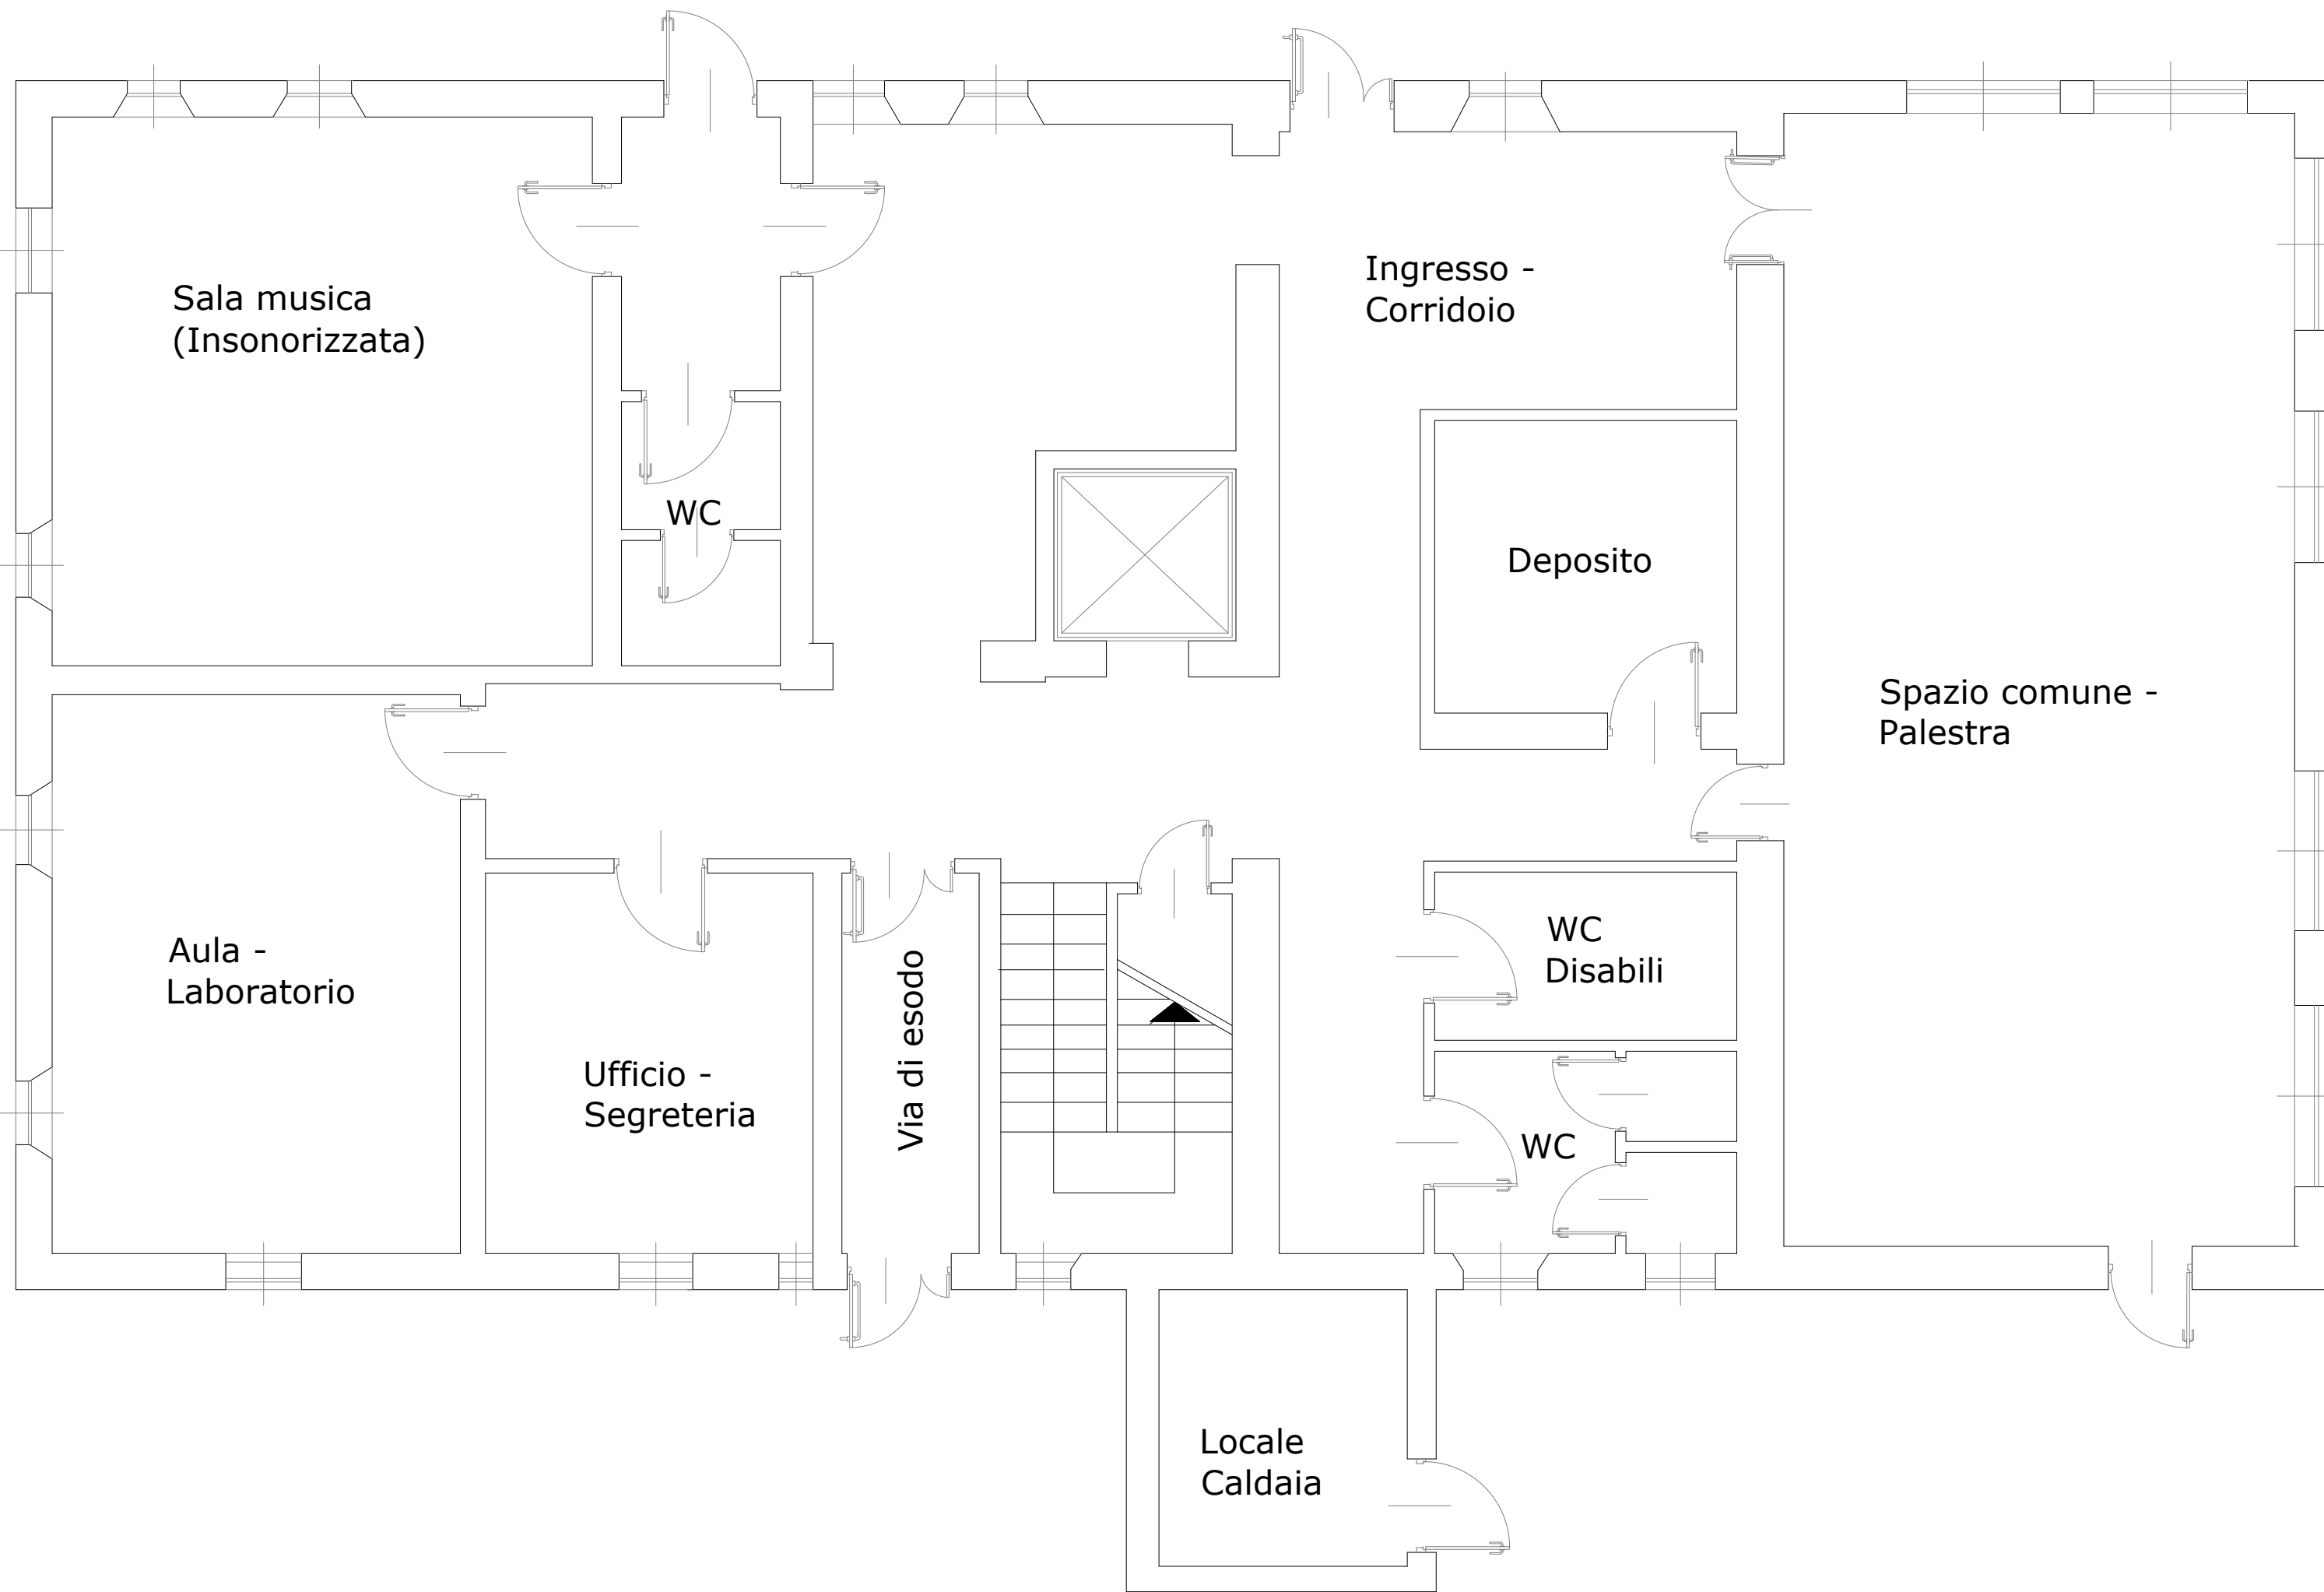 Sala musica
(Insonorizzata)
Ingresso -
Corridoio
WC
Deposito
Spazio comune -
Palestra
Aula -
Laboratorio
Ufficio -
Segreteria
Via di esodo
WC
Disabili
WC
Locale
Caldaia